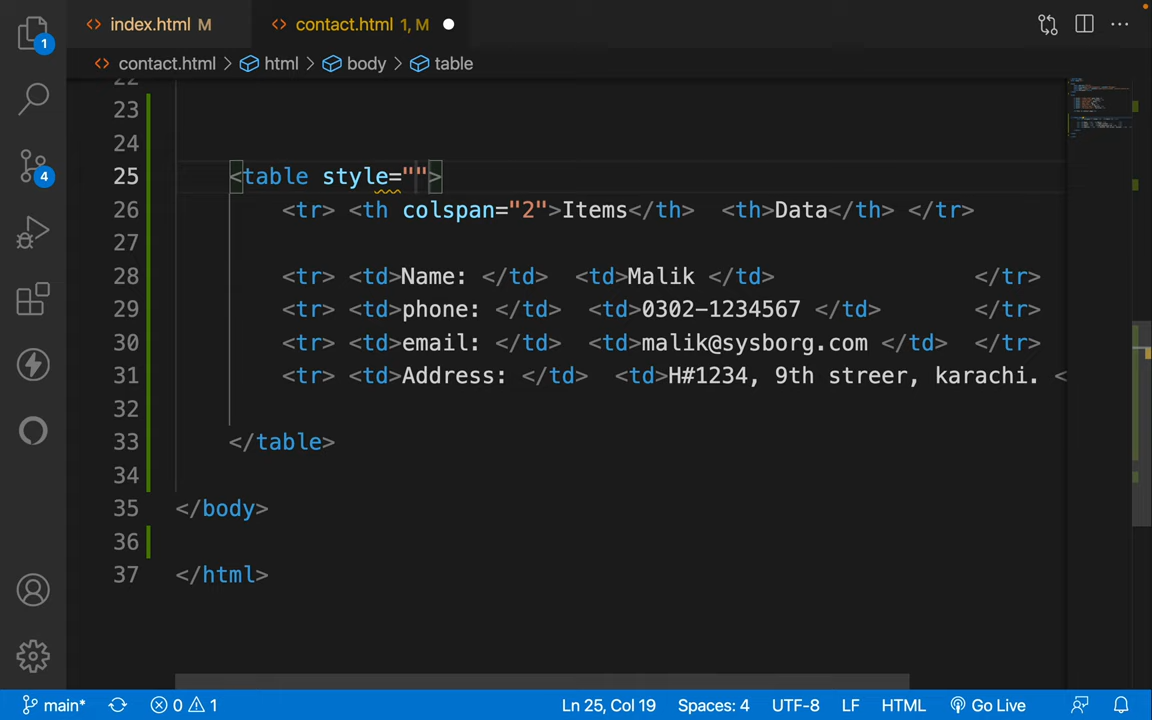 index.html M
contact.html 1, M
contact.html > html > body > table
1
4
22
23
24
25 <table style="">
26 <tr> <th colspan="2">Items</th> <th>Data</th> </tr>
27
28 <tr> <td>Name: </td> <td>Malik </td> </tr>
29 <tr> <td>phone: </td> <td>0302-1234567 </td> </tr>
30 <tr> <td>email: </td> <td>malik@sysborg.com </td> </tr>
31 <tr> <td>Address: </td> <td>H#1234, 9th streer, karachi. <
32
33 </table>
34
35 </body>
36
37 </html>
main* 0 1 Ln 25, Col 19 Spaces: 4 UTF-8 LF HTML Go Live